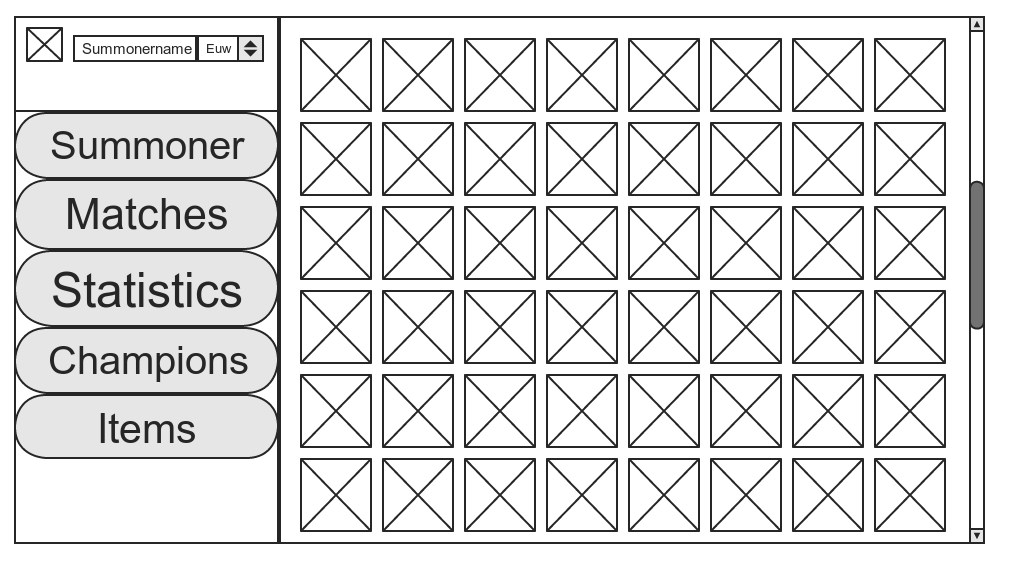 Summonername Euw
Summoner
Matches
Statistics
Champions
Items